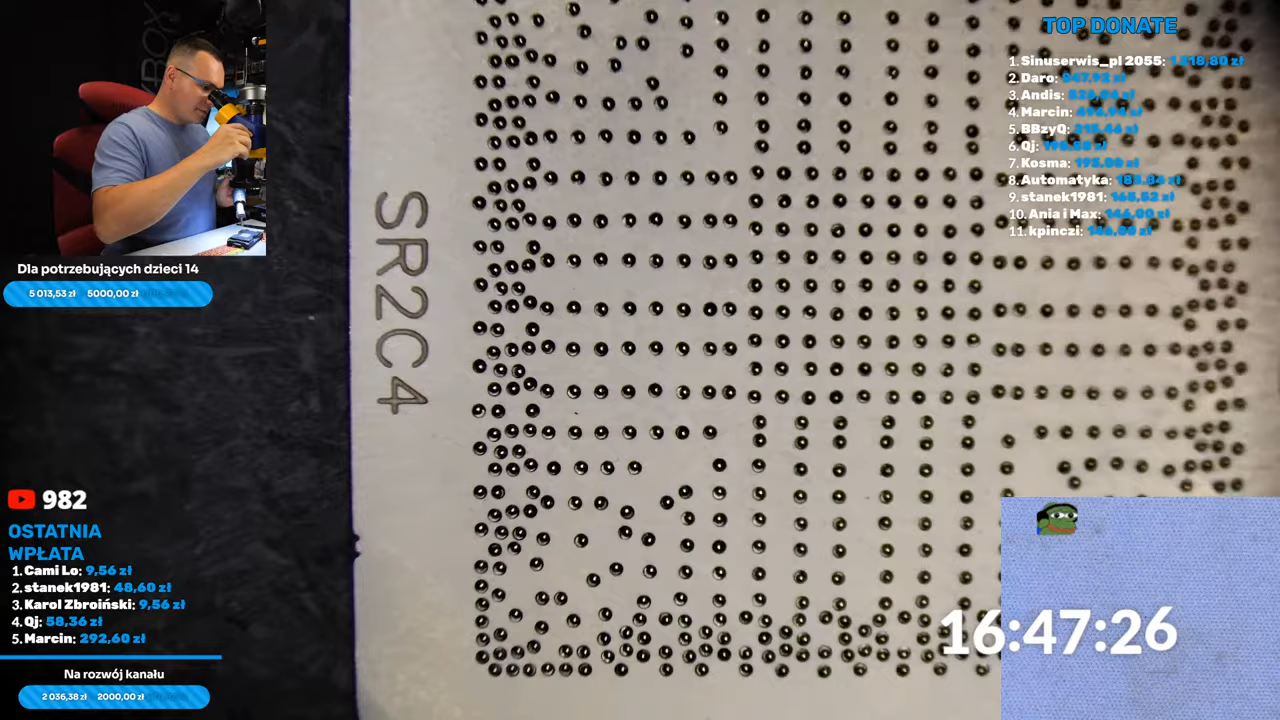 TOP DONATE
1. Sinuserwis_pl 2055:
2. Daro:
3. Andis:
4. Marcin:
5. BBzyQ:
6. Qj:
7. Kosma:
8. Automatyka:
9. stanek1981:
10. Ania i Max:
11. kpinczi:
SR2C4
Dla potrzebujących dzieci 14
5 013,53 zł 5000,00 zł
982
OSTATNIA
WPŁATA
1. Cami Lo: 9,56 zł
2. stanek1981: 48,60 zł
3. Karol Zbroiński: 9,56 zł
4. Qj: 58,36 zł
5. Marcin: 292,60 zł
Na rozwój kanału
2 036,38 zł 2000,00 zł
16:47:26